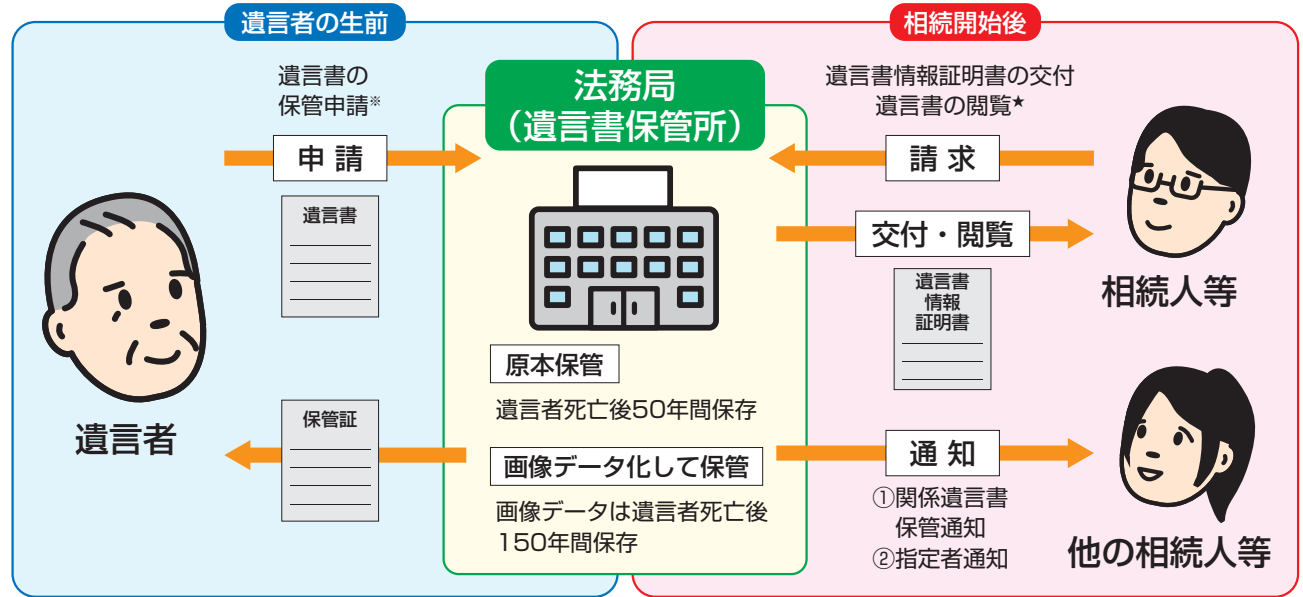 遺言者の生前
遺言書の
保管申請※
申請
遺言書
遺言者
保管証
法務局
（遺言書保管所）
原本保管
遺言者死亡後50年間保存
画像データ化して保管
画像データは遺言者死亡後
150年間保存
相続開始後
遺言書情報証明書の交付
遺言書の閲覧★
請求
交付・閲覧
遺言書
情報
証明書
相続人等
通知
①関係遺言書
保管通知
②指定者通知
他の相続人等